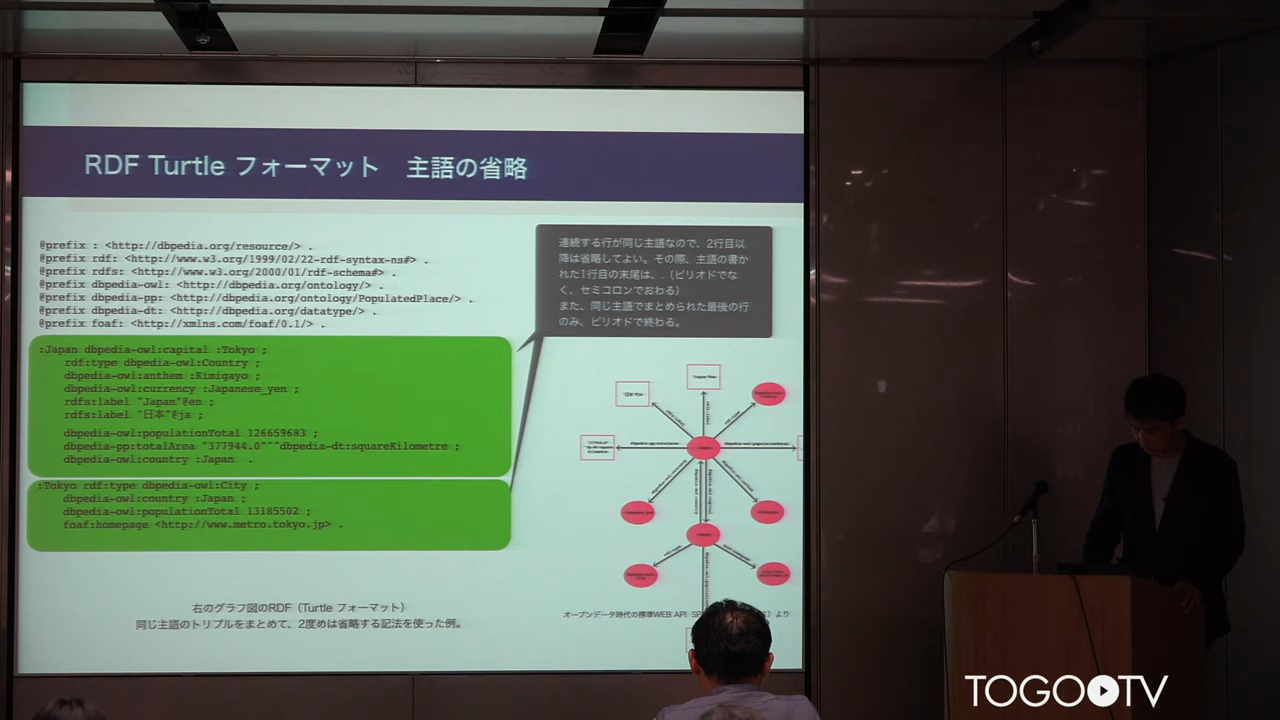 RDF Turtle フォーマット　主語の省略
@prefix : <http://dbpedia.org/resource/> .
@prefix rdf: <http://www.w3.org/1999/02/22-rdf-syntax-ns#> .
@prefix rdfs: <http://www.w3.org/2000/01/rdf-schema#> .
@prefix dbpedia-owl: <http://dbpedia.org/ontology/> .
@prefix dbpedia-pp: <http://dbpedia.org/ontology/PopulatedPlace/> .
@prefix dbpedia-dt: <http://dbpedia.org/datatype/> .
@prefix foaf: <http://xmlns.com/foaf/0.1/> .
:Japan dbpedia-owl:capital :Tokyo ;
rdf:type dbpedia-owl:Country ;
dbpedia-owl:anthem :Kimigayo ;
dbpedia-owl:currency :Japanese_yen ;
rdfs:label "Japan"@en ;
rdfs:label "日本"@ja ;
dbpedia-owl:populationTotal 126659683 ;
dbpedia-pp:totalArea "377944.0"^^dbpedia-dt:squareKilometre ;
dbpedia-owl:country :Japan .
:Tokyo rdf:type dbpedia-owl:City ;
dbpedia-owl:country :Japan ;
dbpedia-owl:populationTotal 13185502 ;
foaf:homepage <http://www.metro.tokyo.jp> .
連続する行が同じ主語なので、2行目以
降は省略してよい。その際、主語の書か
れた1行目の末尾は、.（ピリオドでな
く、セミコロンでおわる）
また、同じ主語でまとめられた最後の行
のみ、ピリオドで終わる。
右のグラフ図のRDF（Turtle フォーマット）
同じ主語のトリプルをまとめて、2度めは省略する記法を使った例。
オープンデータ時代の標準WEB API SP
より
TOGO TV